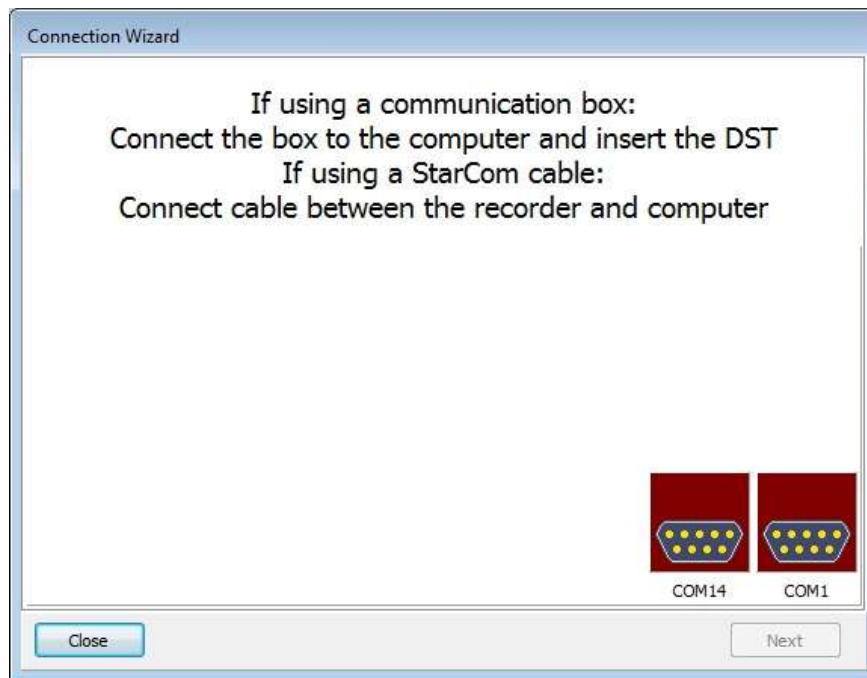 Connection Wizard
If using a communication box:
Connect the box to the computer and insert the DST
If using a StarCom cable:
Connect cable between the recorder and computer
COM14 COM1
Close Next